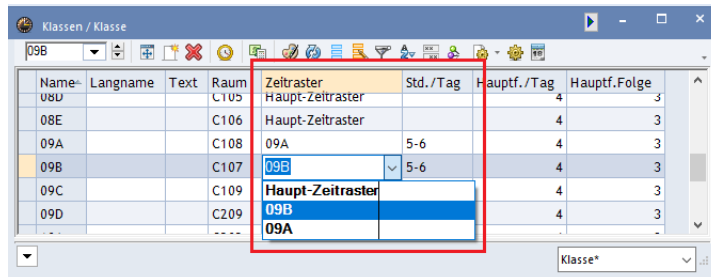 Klassen / Klasse
09B
Name Langname Text Raum Zeitraster Std./Tag Hauptf./Tag Hauptf.Folge
08D C105 Haupt-Zeitraster 4 3
08E C106 Haupt-Zeitraster 4 3
09A C108 09A 5-6 4 3
09B C107 09B 5-6 4 3
09C C109 Haupt-Zeitraster 4 3
09D C209 09B 4 3
09A
Klasse*